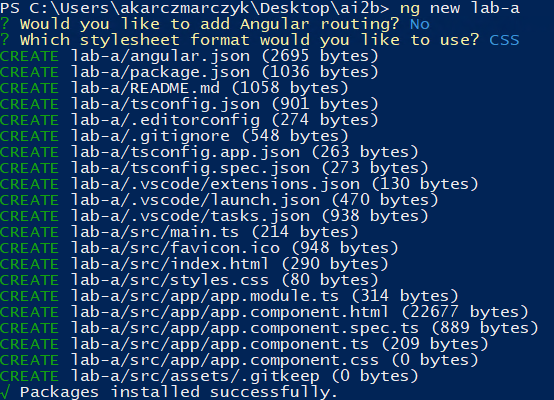 PS C:\Users\akarczmarczyk\Desktop\ai2b> ng new lab-a
? Would you like to add Angular routing? No
? Which stylesheet format would you like to use? CSS
CREATE lab-a/angular.json (2695 bytes)
CREATE lab-a/package.json (1036 bytes)
CREATE lab-a/README.md (1058 bytes)
CREATE lab-a/tsconfig.json (901 bytes)
CREATE lab-a/.editorconfig (274 bytes)
CREATE lab-a/.gitignore (548 bytes)
CREATE lab-a/tsconfig.app.json (263 bytes)
CREATE lab-a/tsconfig.spec.json (273 bytes)
CREATE lab-a/.vscode/extensions.json (130 bytes)
CREATE lab-a/.vscode/launch.json (470 bytes)
CREATE lab-a/.vscode/tasks.json (938 bytes)
CREATE lab-a/src/main.ts (214 bytes)
CREATE lab-a/src/favicon.ico (948 bytes)
CREATE lab-a/src/index.html (290 bytes)
CREATE lab-a/src/styles.css (80 bytes)
CREATE lab-a/src/app/app.module.ts (314 bytes)
CREATE lab-a/src/app/app.component.html (22677 bytes)
CREATE lab-a/src/app/app.component.spec.ts (889 bytes)
CREATE lab-a/src/app/app.component.ts (209 bytes)
CREATE lab-a/src/app/app.component.css (0 bytes)
CREATE lab-a/src/assets/.gitkeep (0 bytes)
√ Packages installed successfully.